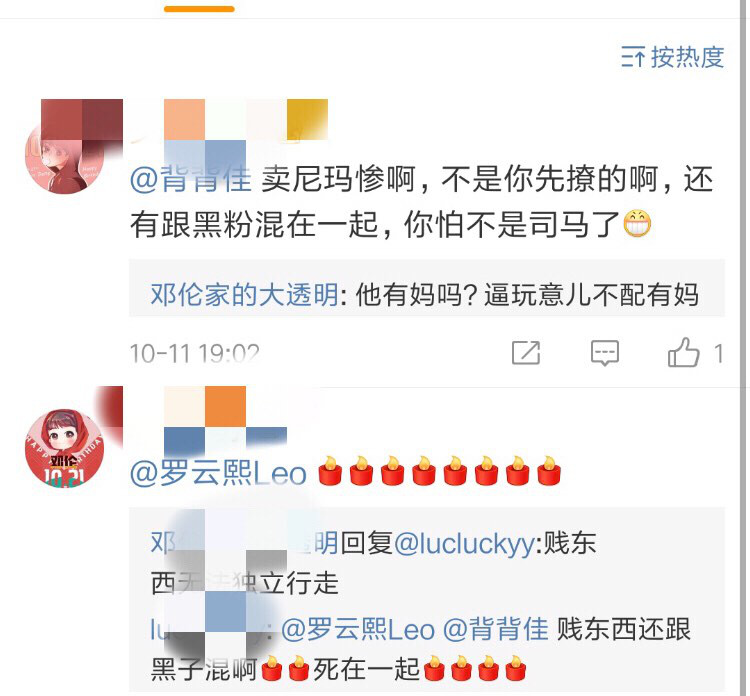 按热度
@背背佳 卖尼玛惨啊，不是你先撩的啊，还
有跟黑粉混在一起，你怕不是司马了😁
邓伦家的大透明: 他有妈吗？逼玩意儿不配有妈
10-11 19:02
1
邓伦
10.21
@罗云熙Leo 🕯🕯🕯🕯🕯🕯🕯🕯
邓 明回复@lucluckyy:贱东
西无法独立行走
lu y: @罗云熙Leo @背背佳 贱东西还跟
黑子混啊🕯🕯死在一起🕯🕯🕯🕯